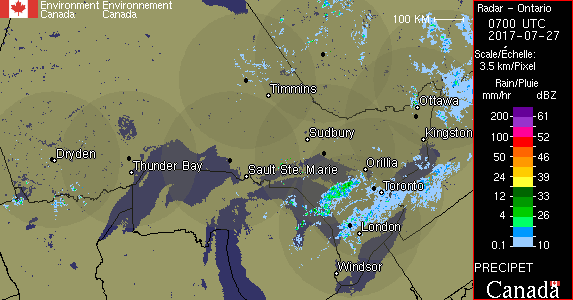 Environment Environnement
Canada Canada
100 KM
Timmins
Ottawa
Sudbury
Kingston
Dryden
Thunder Bay
Sault Ste. Marie
Orillia
Toronto
London
Windsor
Radar - Ontario
0700 UTC
2017-07-27
Scale/Échelle:
3.5 km/Pixel
Rain/Pluie
mm/hr dBZ
200 61
100 52
50 46
24 39
12 33
4 26
0.1 10
PRECIPET
Canada